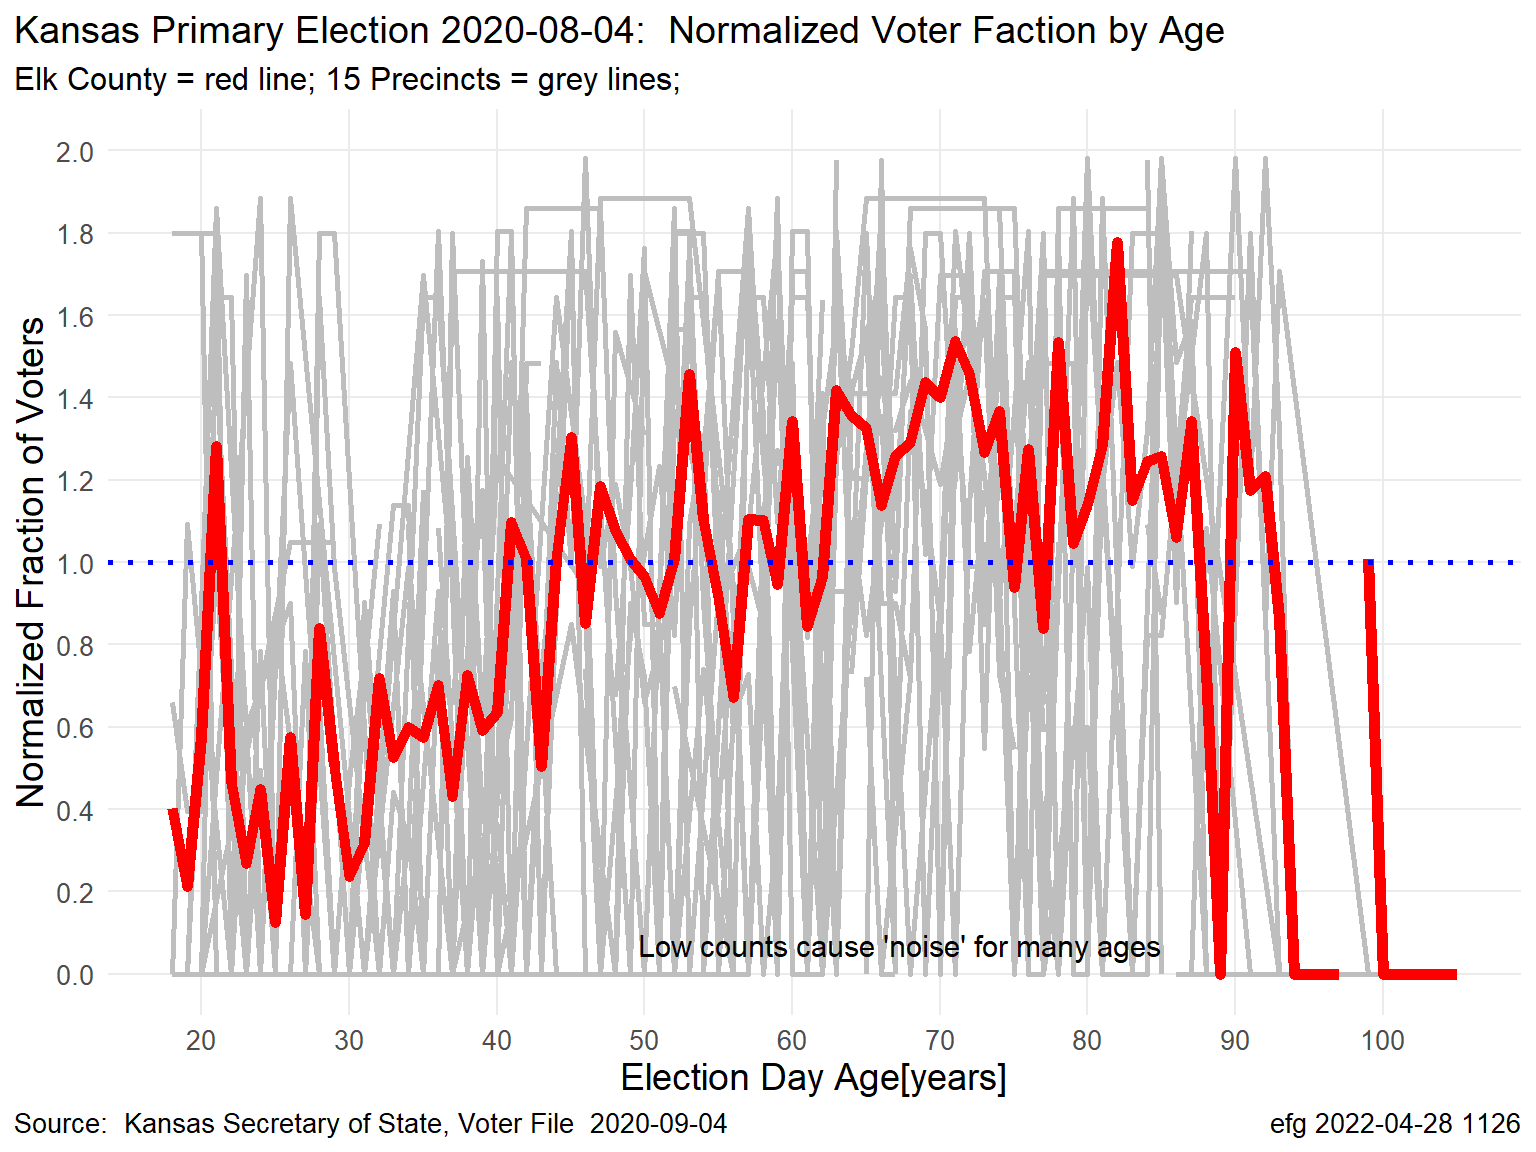 Kansas Primary Election 2020-08-04:  Normalized Voter Faction by Age
Elk County = red line; 15 Precincts = grey lines;
Normalized Fraction of Voters
2.0
1.8
1.6
1.4
1.2
1.0
0.8
0.6
0.4
0.2
0.0
Low counts cause 'noise' for many ages
20 30 40 50 60 70 80 90 100
Election Day Age[years]
Source:  Kansas Secretary of State, Voter File  2020-09-04
efg 2022-04-28 1126